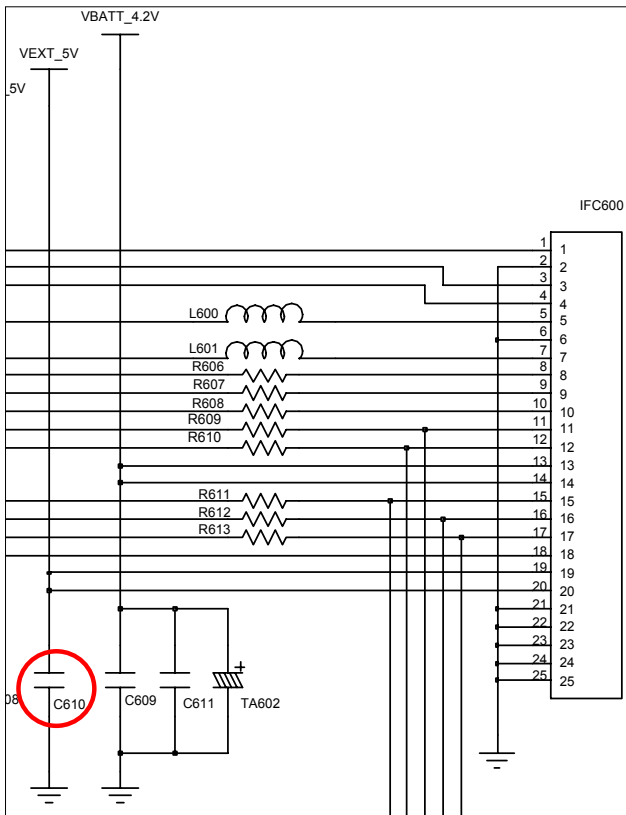 VBATT_4.2V
VEXT_5V
_5V
IFC600
1 1
2 2
3 3
4 4
L600 5 5
6 6
L601 7 7
R606 8 8
R607 9 9
R608 10 10
R609 11 11
R610 12 12
13 13
14 14
R611 15 15
R612 16 16
R613 17 17
18 18
19 19
20 20
21 21
22 22
23 23
24 24
25 25
+
08 C610 C609 C611 TA602